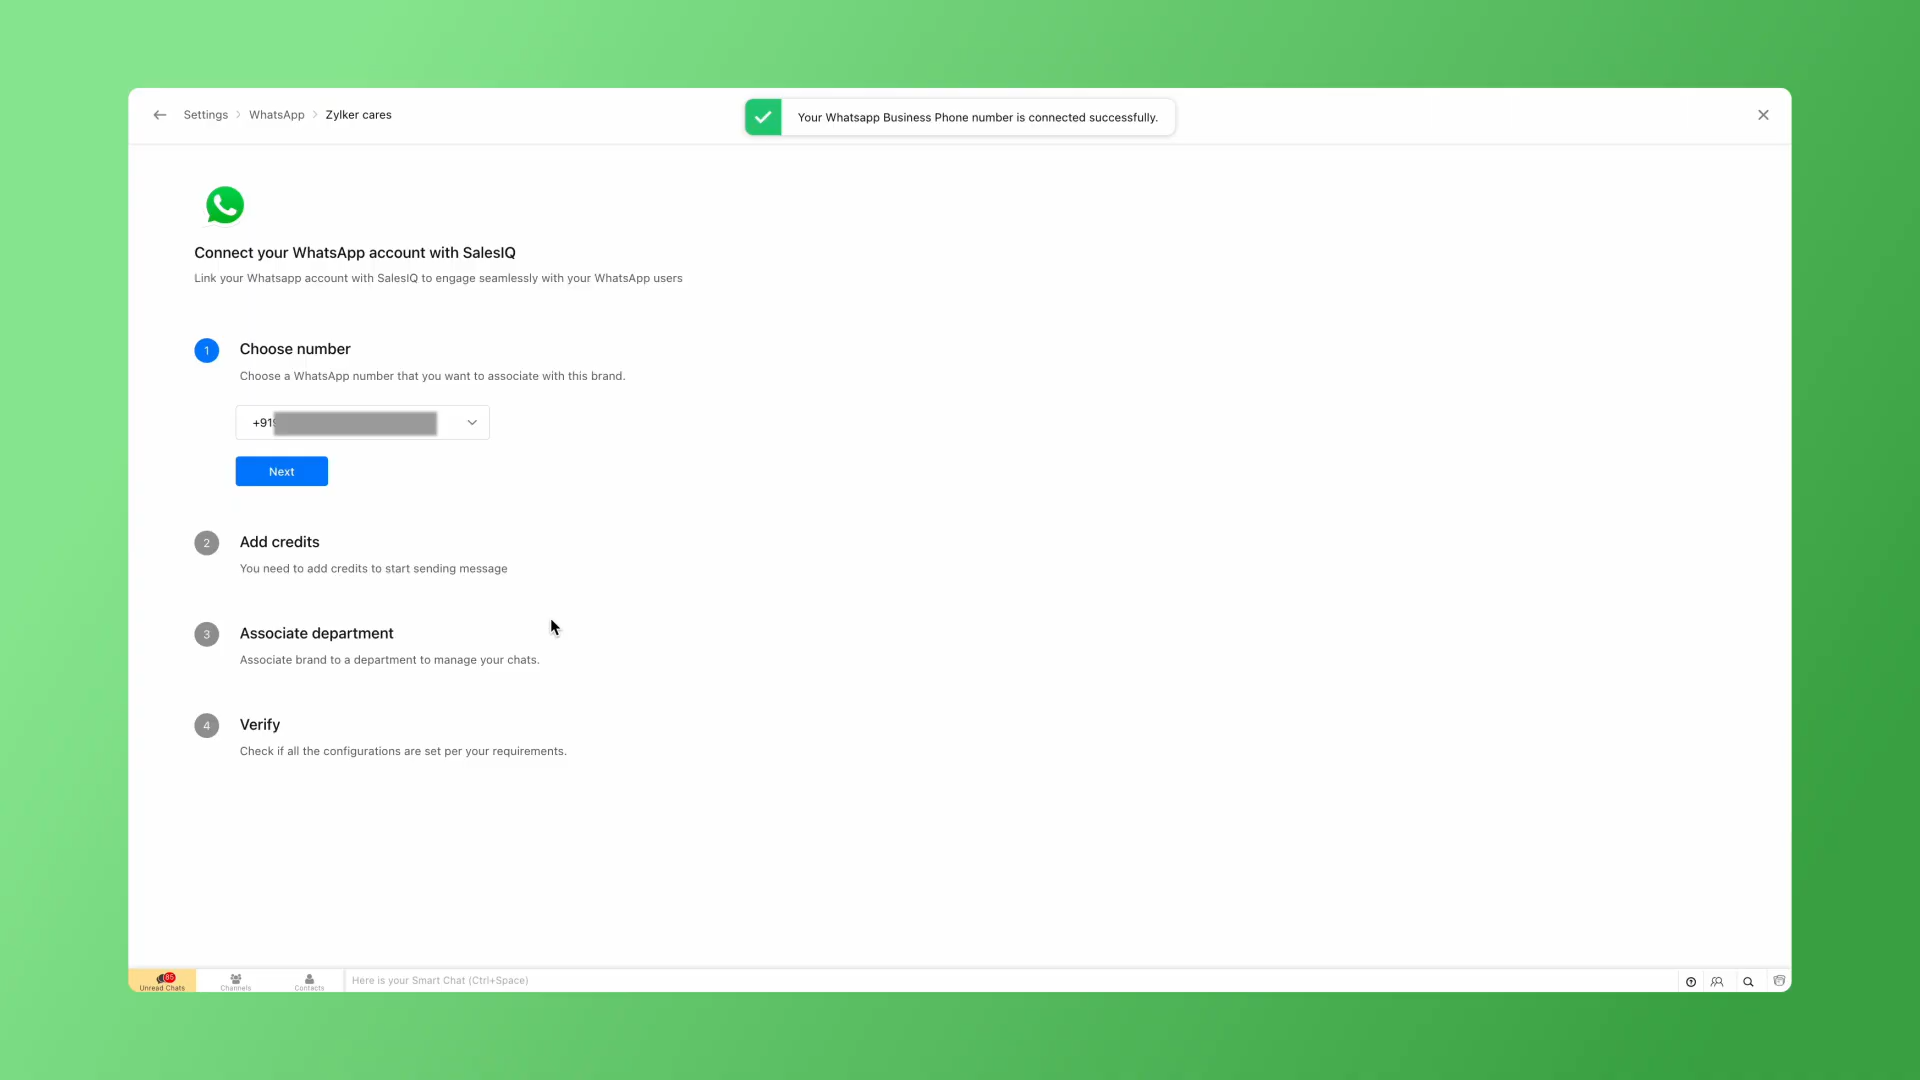 Settings > WhatsApp > Zylker cares
Your Whatsapp Business Phone number is connected successfully.
Connect your WhatsApp account with SalesIQ
Link your Whatsapp account with SalesIQ to engage seamlessly with your WhatsApp users
1 Choose number
Choose a WhatsApp number that you want to associate with this brand.
+919
Next
2 Add credits
You need to add credits to start sending message
3 Associate department
Associate brand to a department to manage your chats.
4 Verify
Check if all the configurations are set per your requirements.
85
Unread Chats
Channels
Contacts
Here is your Smart Chat (Ctrl+Space)